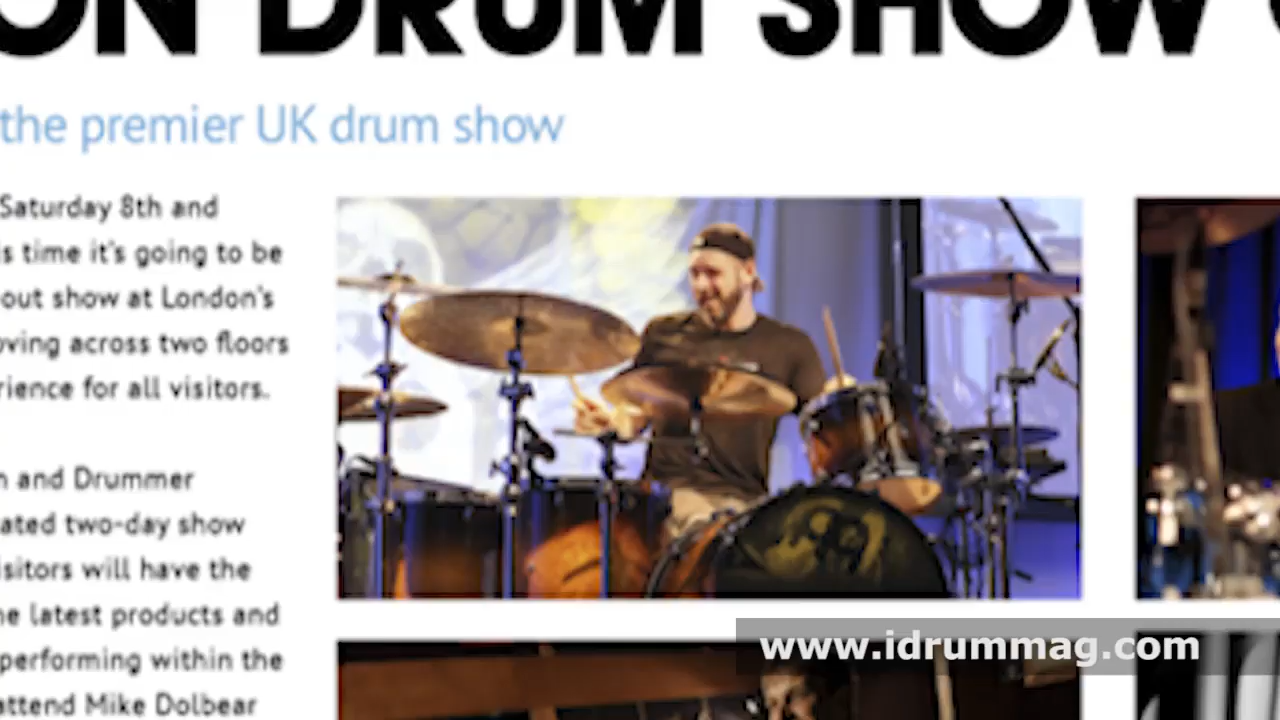 ON DRUM SHOW
the premier UK drum show
Saturday 8th and
is time it's going to be
out show at London's
oving across two floors
rience for all visitors.
n and Drummer
ated two-day show
isitors will have the
he latest products and
performing within the
attend Mike Dolbear
www.idrummag.com